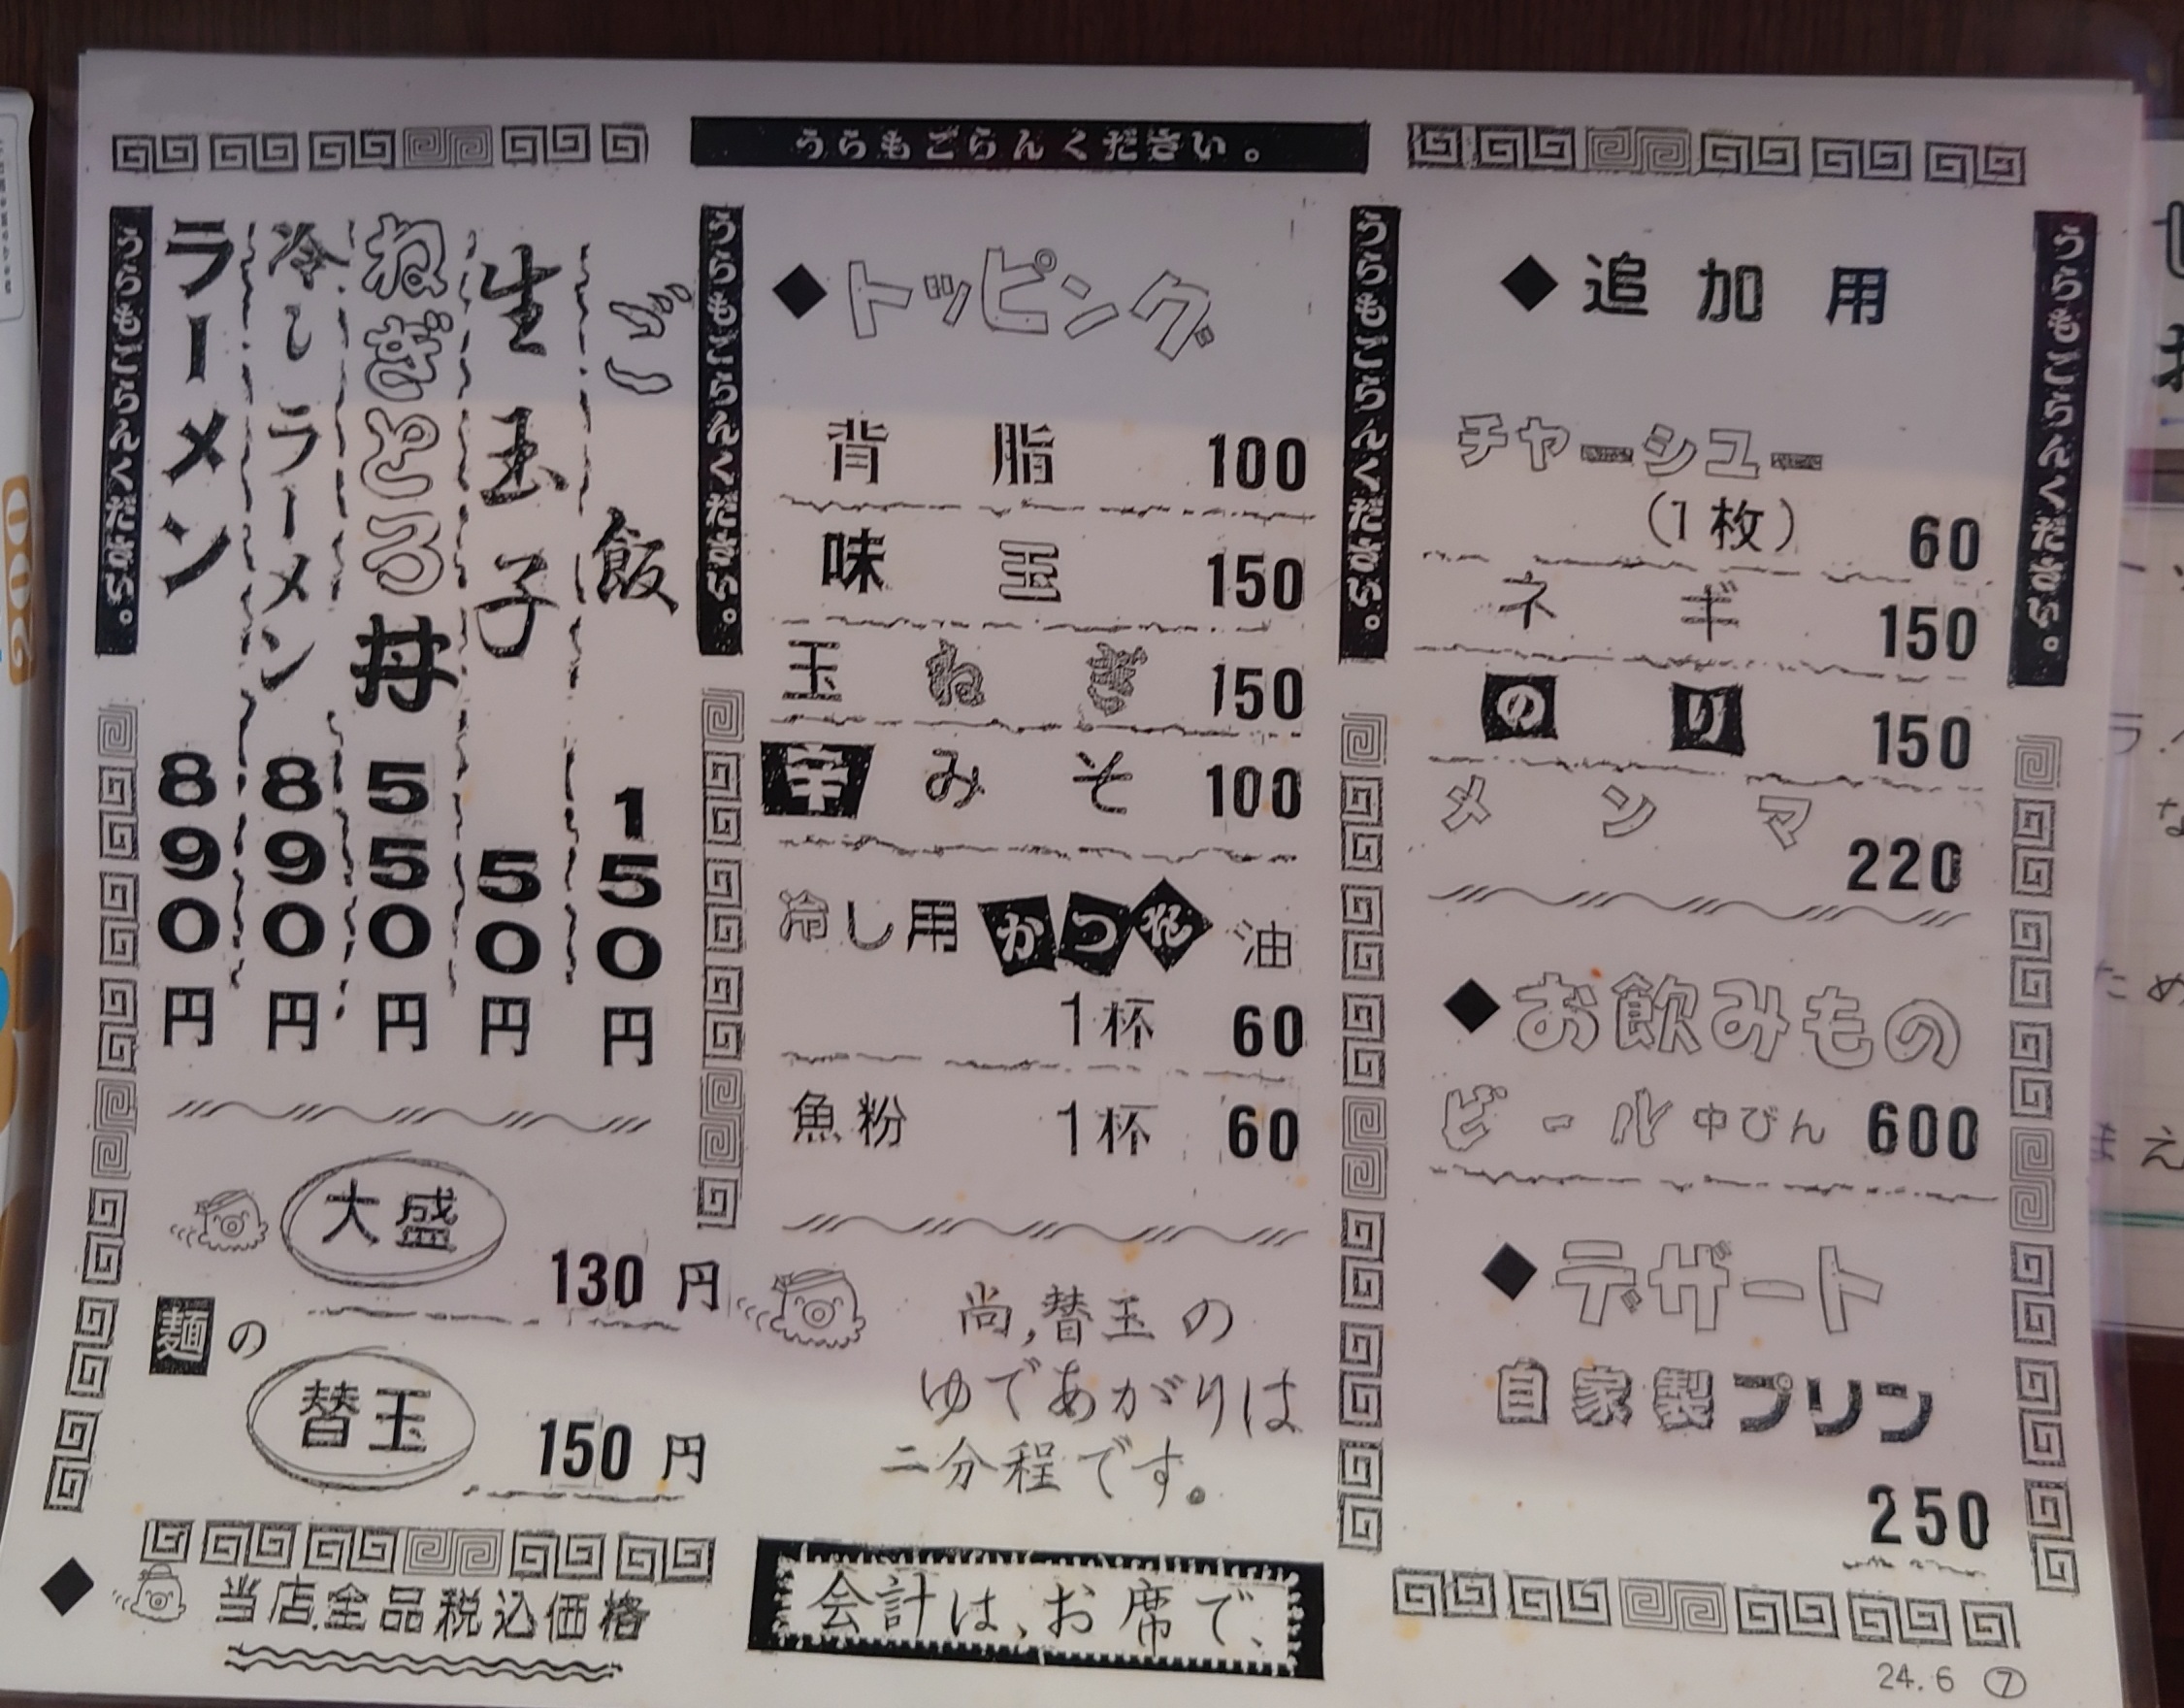 うらもごらんください。
うらもごらんください。
ラーメン 890円
冷しラーメン 890円
ねぎとろ丼 550円
生玉子 50円
ご飯 150円
大盛
130円
麺の
替玉
150円
当店全品税込価格
うらもごらんください。
◆トッピング
背脂 100
味玉 150
玉ねぎ 150
辛みそ 100
冷し用かつを油
1杯 60
魚粉 1杯 60
尚,替玉の
ゆであがりは
二分程です。
会計は、お席で、
うらもごらんください。
◆追加用
チャーシュー
(1枚) 60
ネギ 150
のり 150
メンマ
220
◆お飲みもの
ビール中びん 600
◆デザート
自家製プリン
250
うらもごらんください。
24.6 ⑦